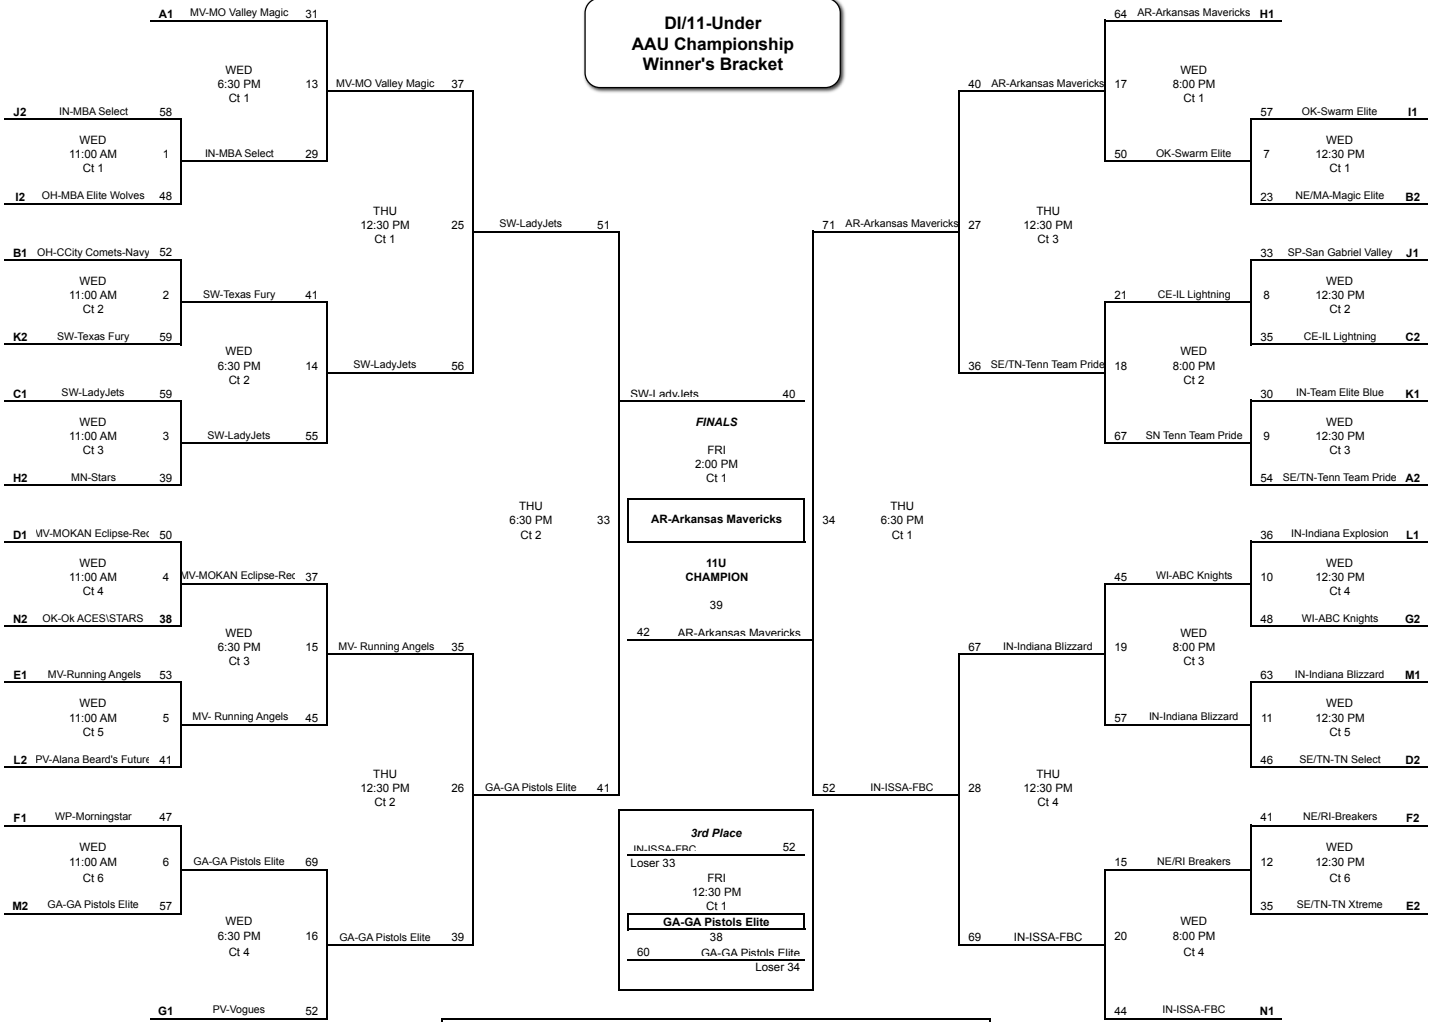 DI/11-Under
AAU Championship
Winner's Bracket
A1 MV-MO Valley Magic 31
WED
6:30 PM 13 MV-MO Valley Magic 37
Ct 1
J2 IN-MBA Select 58
WED
11:00 AM 1 IN-MBA Select 29
Ct 1
I2 OH-MBA Elite Wolves 48
THU
12:30 PM 25 SW-LadyJets 51
Ct 1
B1 OH-CCity Comets-Navy 52
WED
11:00 AM 2 SW-Texas Fury 41
Ct 2
K2 SW-Texas Fury 59
WED
6:30 PM 14 SW-LadyJets 56
Ct 2
C1 SW-LadyJets 59
WED
11:00 AM 3 SW-LadyJets 55
Ct 3
H2 MN-Stars 39
THU
6:30 PM 33
Ct 2
D1 MV-MOKAN Eclipse-Rec 50
WED
11:00 AM 4 MV-MOKAN Eclipse-Rec 37
Ct 4
N2 OK-Ok ACES\STARS 38
WED
6:30 PM 15 MV- Running Angels 35
Ct 3
E1 MV-Running Angels 53
WED
11:00 AM 5 MV- Running Angels 45
Ct 5
L2 PV-Alana Beard's Future 41
THU
12:30 PM 26 GA-GA Pistols Elite 41
Ct 2
F1 WP-Morningstar 47
WED
11:00 AM 6 GA-GA Pistols Elite 69
Ct 6
M2 GA-GA Pistols Elite 57
WED
6:30 PM 16 GA-GA Pistols Elite 39
Ct 4
G1 PV-Vogues 52
SW-LadyJets 40
FINALS
FRI
2:00 PM
Ct 1
AR-Arkansas Mavericks
11U
CHAMPION
39
42 AR-Arkansas Mavericks
3rd Place
IN-ISSA-FBC 52
Loser 33
FRI
12:30 PM
Ct 1
GA-GA Pistols Elite
38
60 GA-GA Pistols Elite
Loser 34
64 AR-Arkansas Mavericks H1
WED
40 AR-Arkansas Mavericks 17 8:00 PM
Ct 1
57 OK-Swarm Elite I1
WED
50 OK-Swarm Elite 7 12:30 PM
Ct 1
23 NE/MA-Magic Elite B2
THU
71 AR-Arkansas Mavericks 27 12:30 PM
Ct 3
33 SP-San Gabriel Valley J1
WED
21 CE-IL Lightning 8 12:30 PM
Ct 2
35 CE-IL Lightning C2
WED
36 SE/TN-Tenn Team Pride 18 8:00 PM
Ct 2
30 IN-Team Elite Blue K1
WED
67 SN Tenn Team Pride 9 12:30 PM
Ct 3
54 SE/TN-Tenn Team Pride A2
THU
34 6:30 PM
Ct 1
36 IN-Indiana Explosion L1
WED
45 WI-ABC Knights 10 12:30 PM
Ct 4
48 WI-ABC Knights G2
WED
67 IN-Indiana Blizzard 19 8:00 PM
Ct 3
63 IN-Indiana Blizzard M1
WED
57 IN-Indiana Blizzard 11 12:30 PM
Ct 5
46 SE/TN-TN Select D2
THU
52 IN-ISSA-FBC 28 12:30 PM
Ct 4
41 NE/RI-Breakers F2
WED
15 NE/RI Breakers 12 12:30 PM
Ct 6
35 SE/TN-TN Xtreme E2
WED
69 IN-ISSA-FBC 20 8:00 PM
Ct 4
44 IN-ISSA-FBC N1